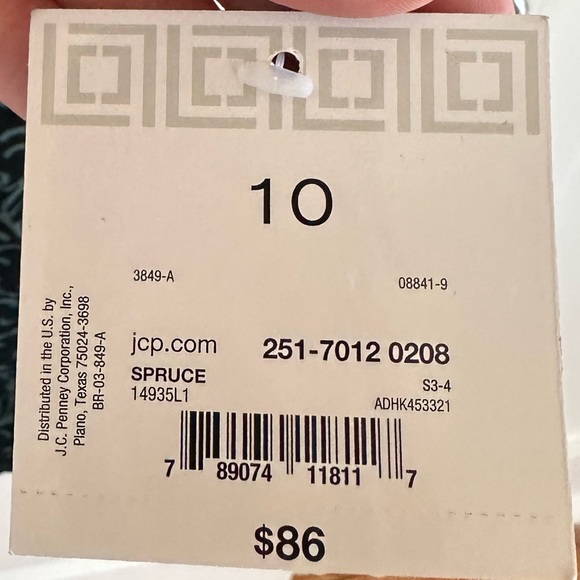 10
3849-A 08841-9
Distributed in the U.S. by
J.C. Penney Corporation, Inc.,
Plano, Texas 75024-3698
BR-03-849-A
jcp.com 251-7012 0208
SPRUCE S3-4
14935L1 ADHK453321
7 89074 11811 7
$86